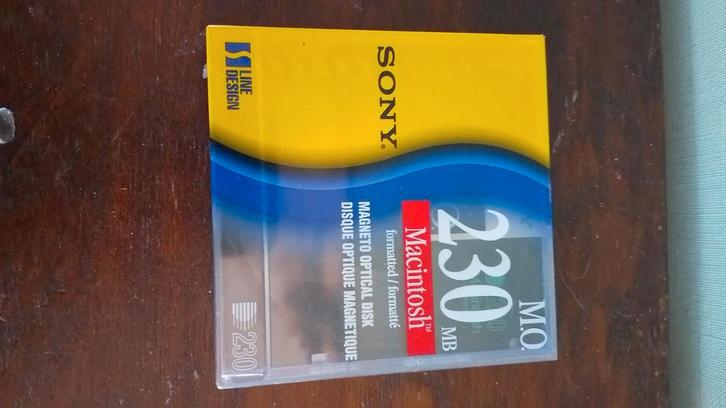 SONY®
S LINE
DESIGN
M.O.
230 MB
Macintosh™
formatted / formatté
MAGNETO OPTICAL DISK
DISQUE OPTIQUE MAGNETIQUE
230